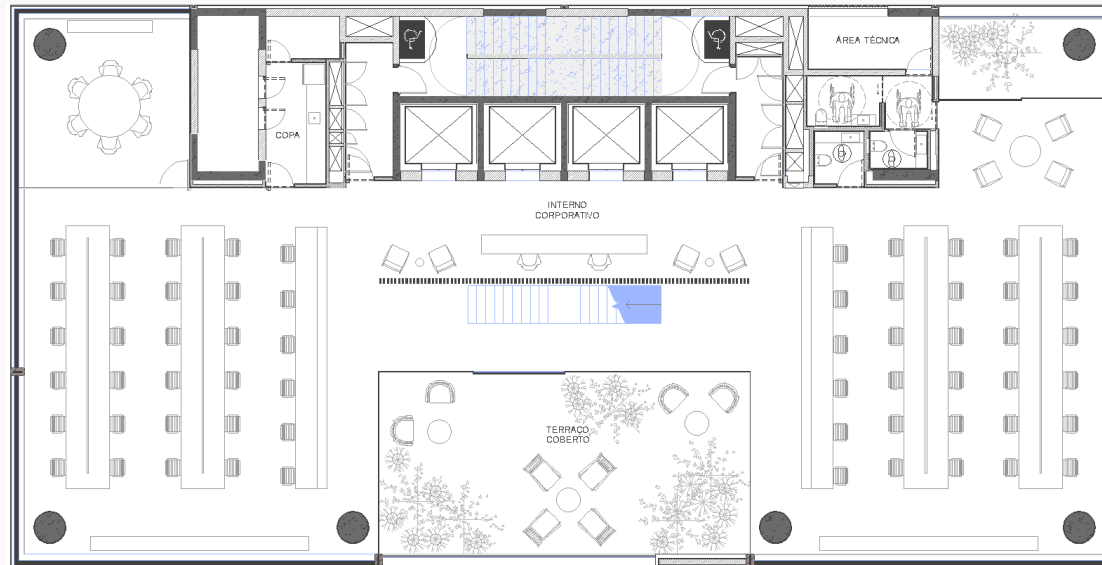 ÁREA TÉCNICA
COPA
INTERNO
CORPORATIVO
TERRAÇO
COBERTO